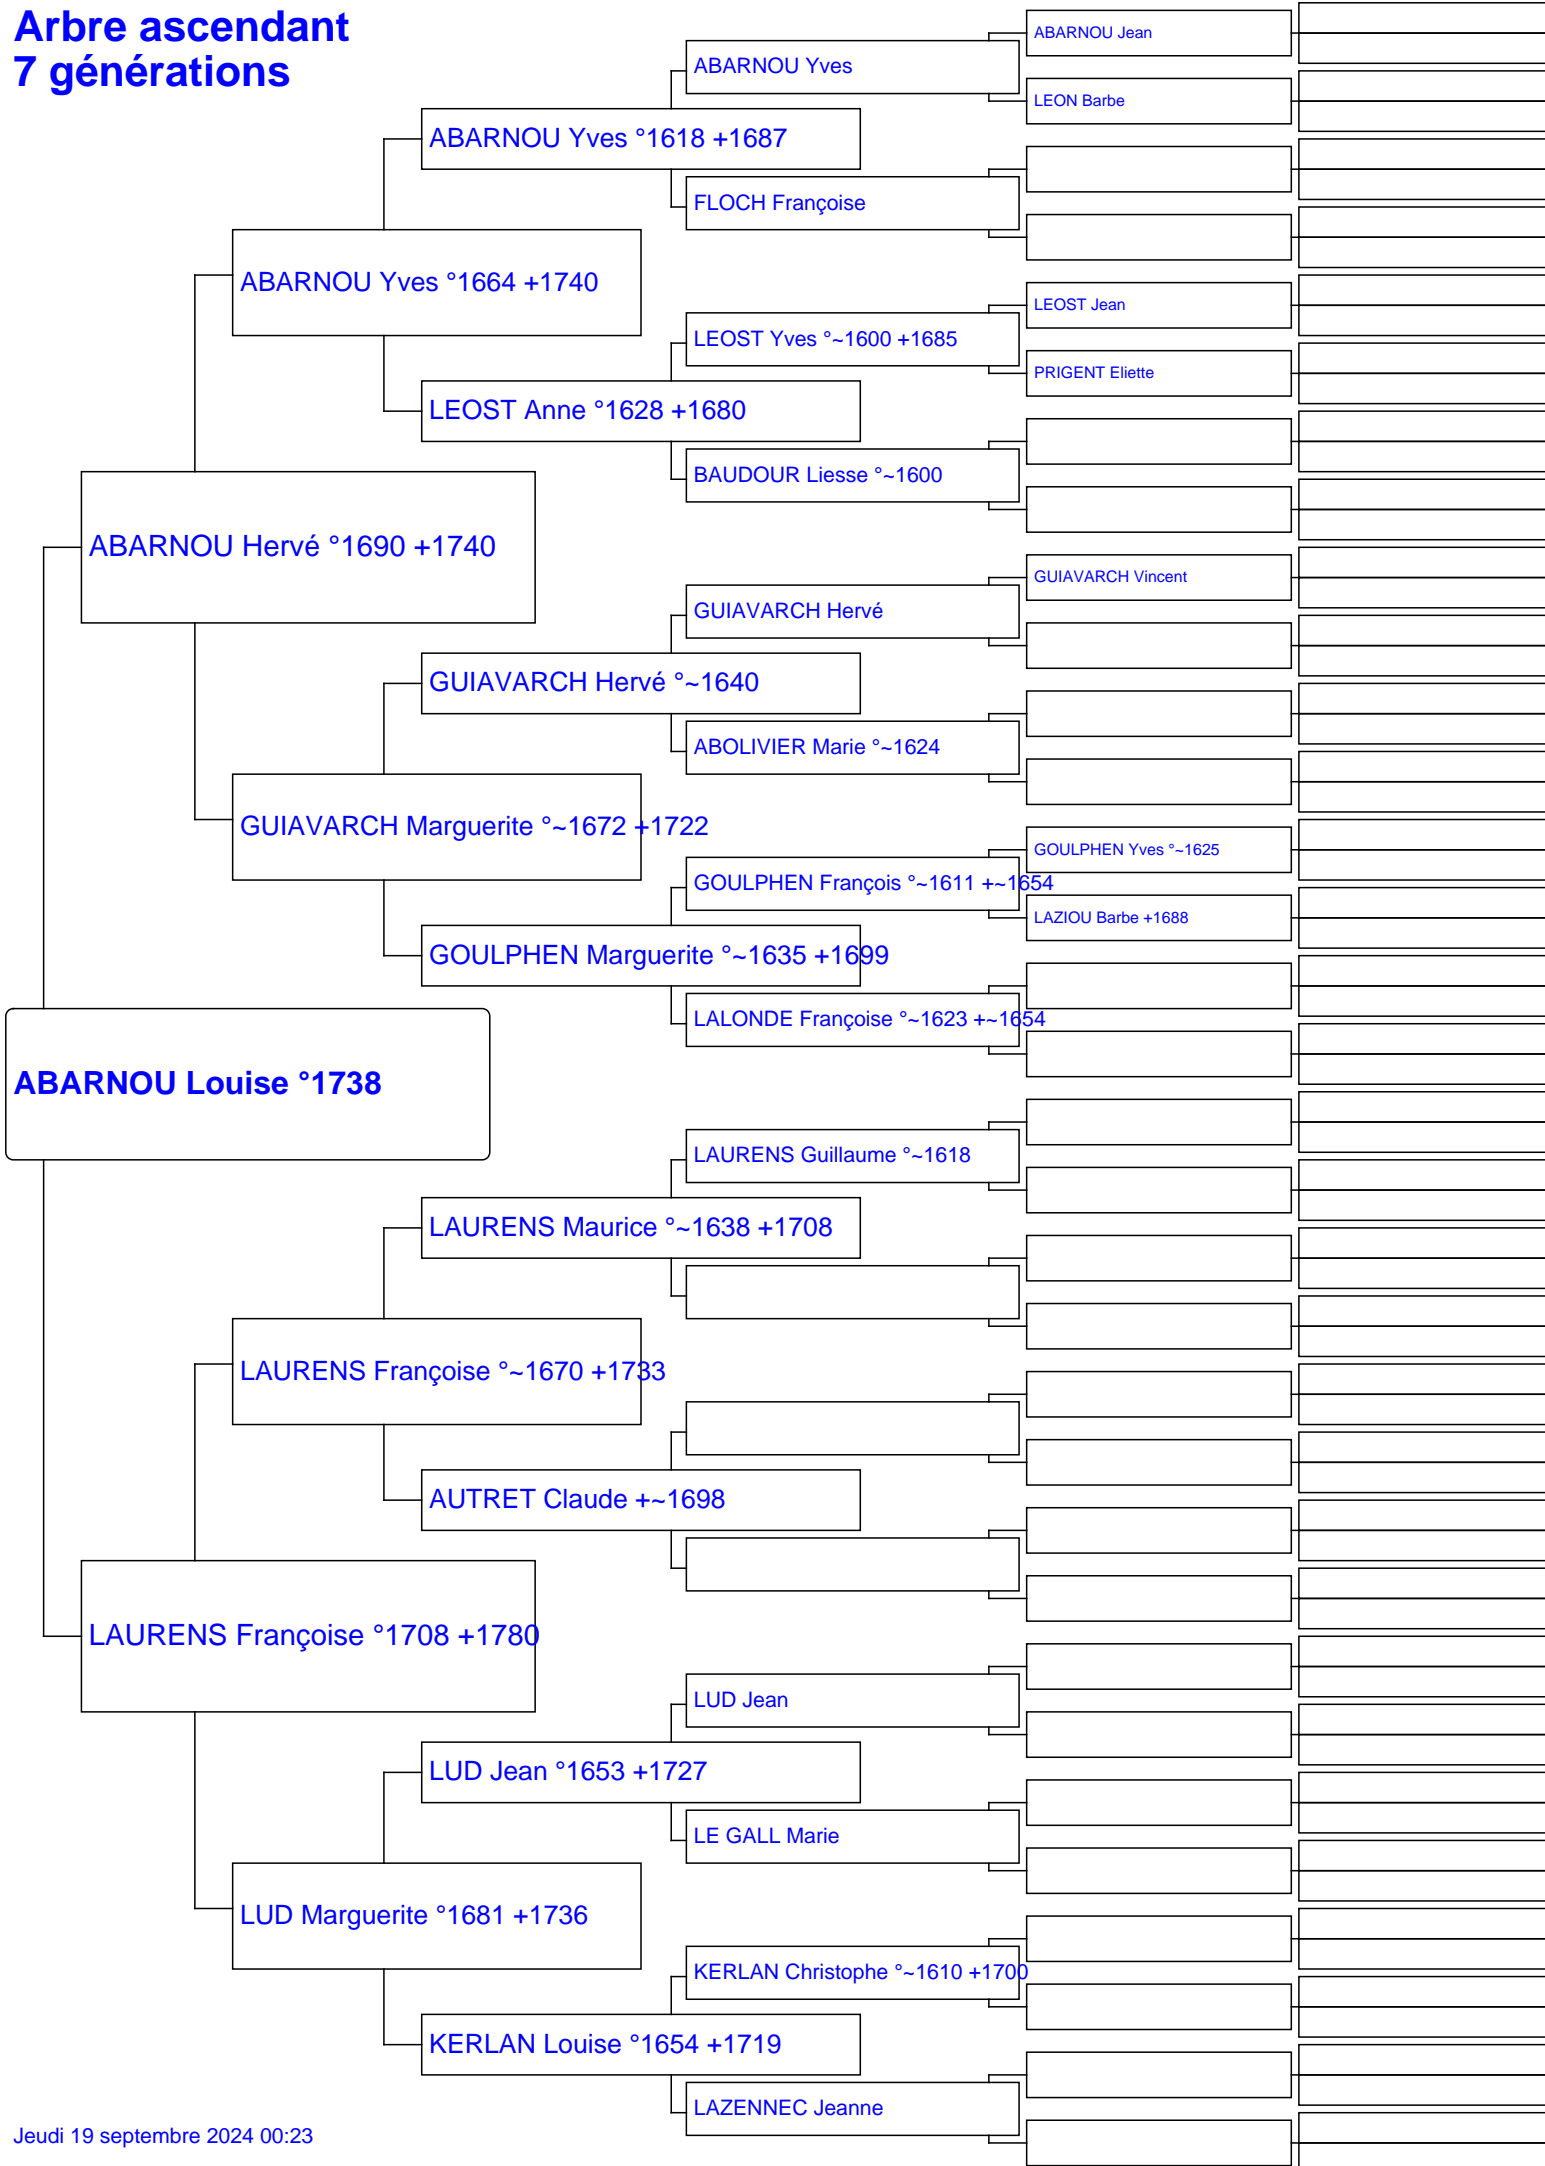 Arbre ascendant
7 générations
ABARNOU Jean
ABARNOU Yves
LEON Barbe
ABARNOU Yves °1618 +1687
FLOCH Françoise
ABARNOU Yves °1664 +1740
LEOST Jean
LEOST Yves °~1600 +1685
PRIGENT Eliette
LEOST Anne °1628 +1680
BAUDOUR Liesse °~1600
ABARNOU Hervé °1690 +1740
GUIAVARCH Vincent
GUIAVARCH Hervé
GUIAVARCH Hervé °~1640
ABOLIVIER Marie °~1624
GUIAVARCH Marguerite °~1672 +1722
GOULPHEN Yves °~1625
GOULPHEN François °~1611 +~1654
LAZIOU Barbe +1688
GOULPHEN Marguerite °~1635 +1699
LALONDE Françoise °~1623 +~1654
ABARNOU Louise °1738
LAURENS Guillaume °~1618
LAURENS Maurice °~1638 +1708
LAURENS Françoise °~1670 +1733
AUTRET Claude +~1698
LAURENS Françoise °1708 +1780
LUD Jean
LUD Jean °1653 +1727
LE GALL Marie
LUD Marguerite °1681 +1736
KERLAN Christophe °~1610 +1700
KERLAN Louise °1654 +1719
LAZENNEC Jeanne
Jeudi 19 septembre 2024 00:23